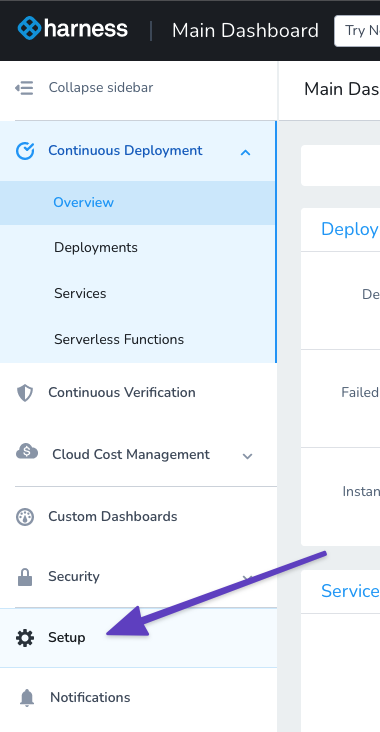 harness | Main Dashboard Try N
Collapse sidebar
Main Das
Continuous Deployment
Overview
Deploy
Deployments
De
Services
Serverless Functions
Continuous Verification
Failed
Cloud Cost Management
Instan
Custom Dashboards
Security
Service
Setup
Notifications